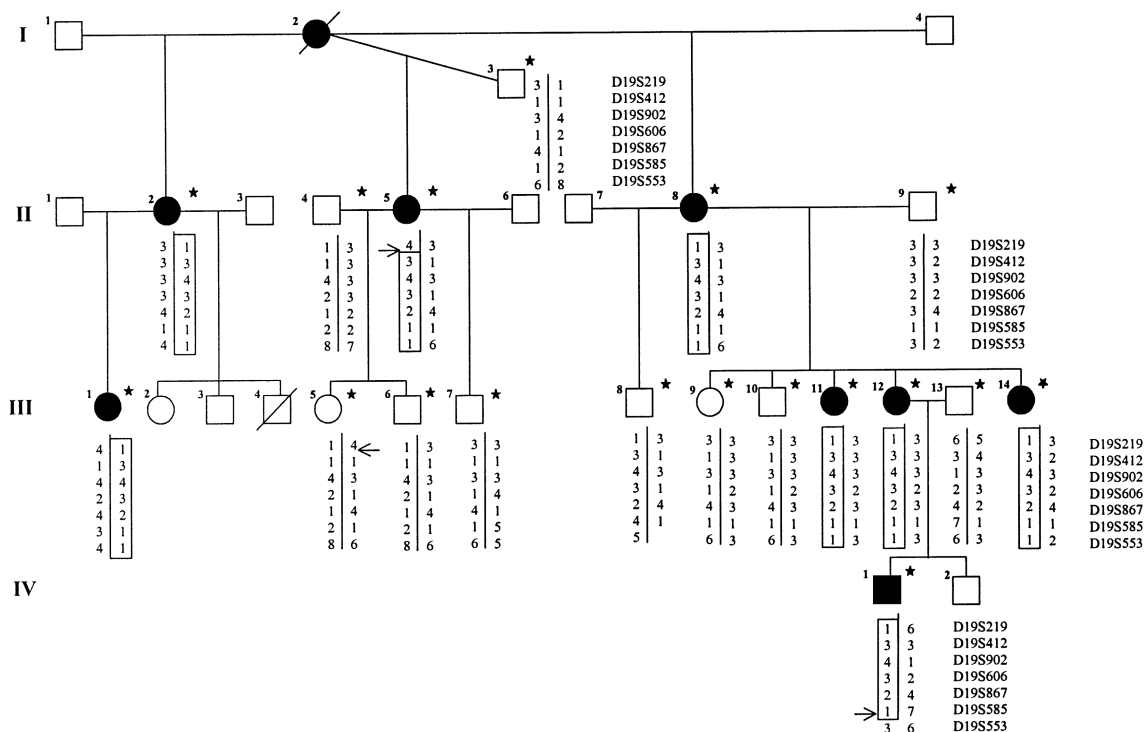 I 1 2 4
3
3 1 D19S219
1 1 D19S412
3 4 D19S902
1 2 D19S606
4 1 D19S867
1 2 D19S585
6 8 D19S553
II 1 2 3 4 5 6 7 8 9
3 1 1 3 4 3 1 3 3 3 D19S219
3 3 1 3 3 1 3 1 3 2 D19S412
3 4 4 3 4 3 4 3 3 3 D19S902
3 3 2 3 3 1 3 1 2 2 D19S606
4 2 1 2 2 4 2 4 3 4 D19S867
1 1 2 2 1 1 1 1 1 1 D19S585
4 1 8 7 1 6 1 6 3 2 D19S553
III 1 2 3 4 5 6 7 8 9 10 11 12 13 14
4 1 1 4 1 3 3 3 1 3 3 3 3 3 1 3 1 3 6 5 1 3 D19S219
1 3 1 1 1 1 1 1 3 1 1 3 1 3 3 3 3 3 3 4 3 2 D19S412
4 4 4 3 4 3 3 3 1 3 3 3 3 3 4 3 4 3 1 3 4 3 D19S902
2 3 2 1 2 1 1 4 3 1 1 2 1 2 3 2 3 2 2 3 3 2 D19S606
4 2 1 4 1 4 4 1 2 4 4 3 4 3 2 3 2 3 4 2 2 4 D19S867
3 1 2 1 2 1 1 5 4 1 1 1 1 1 1 1 1 1 7 1 1 1 D19S585
4 1 8 6 8 6 6 5 5 6 3 6 3 1 3 1 3 6 3 1 2 D19S553
IV 1 2
1 6 D19S219
3 3 D19S412
4 1 D19S902
3 2 D19S606
2 4 D19S867
1 7 D19S585
3 6 D19S553